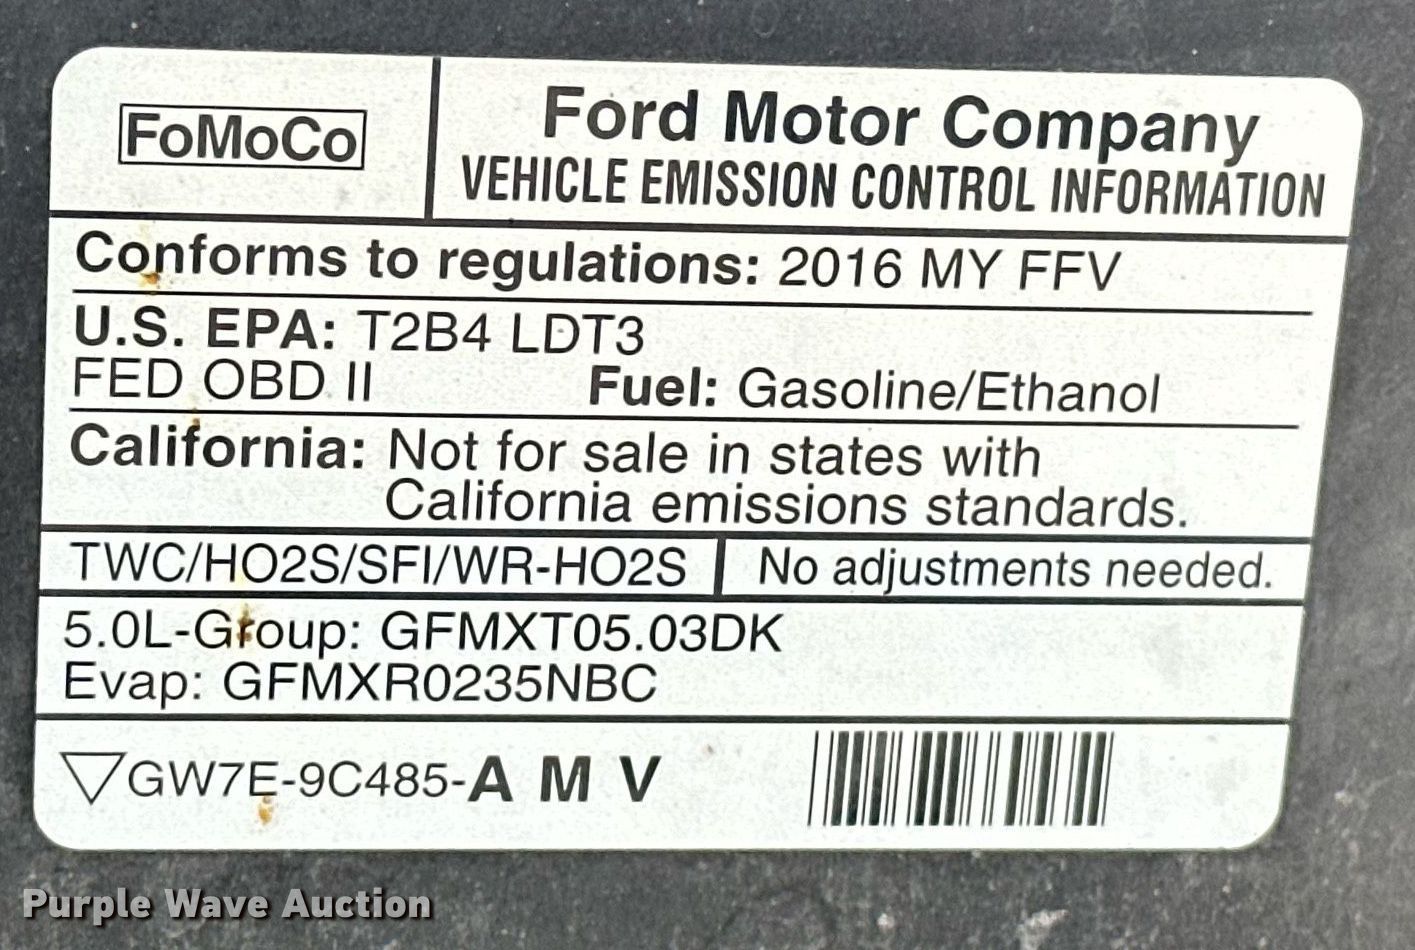 FoMoCo
Ford Motor Company
VEHICLE EMISSION CONTROL INFORMATION
Conforms to regulations: 2016 MY FFV
U.S. EPA: T2B4 LDT3
FED OBD II Fuel: Gasoline/Ethanol
California: Not for sale in states with
California emissions standards.
TWC/HO2S/SFI/WR-HO2S No adjustments needed.
5.0L-Group: GFMXT05.03DK
Evap: GFMXR0235NBC
GW7E-9C485-A M V
Purple Wave Auction